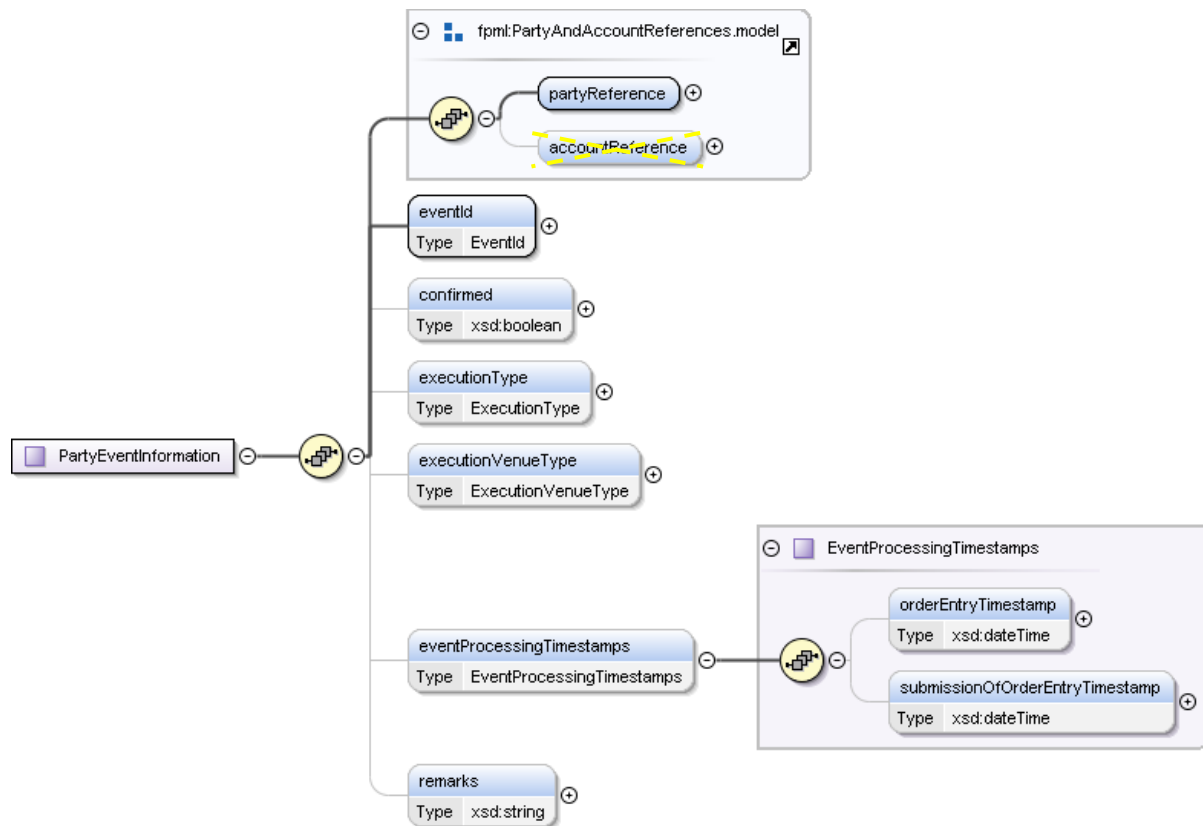 fpml:PartyAndAccountReferences.model
partyReference
accountReference
eventId
Type EventId
confirmed
Type xsd:boolean
executionType
Type ExecutionType
PartyEventInformation
executionVenueType
Type ExecutionVenueType
EventProcessingTimestamps
orderEntryTimestamp
Type xsd:dateTime
eventProcessingTimestamps
Type EventProcessingTimestamps
submissionOfOrderEntryTimestamp
Type xsd:dateTime
remarks
Type xsd:string